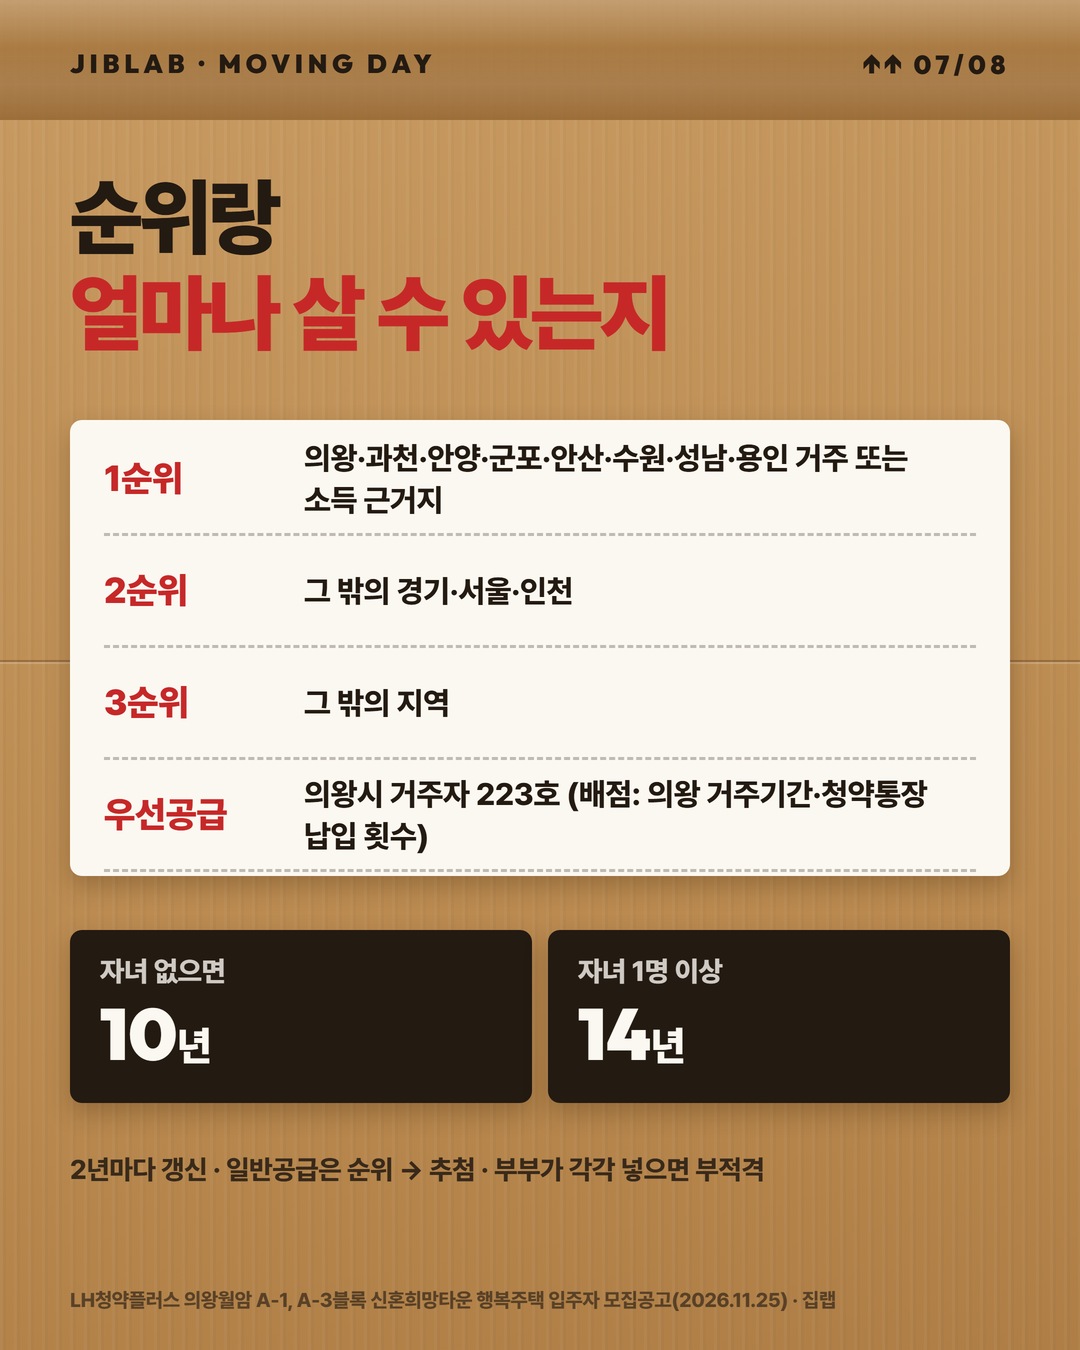 JIBLAB · MOVING DAY
↑↑ 07/08
순위랑
얼마나 살 수 있는지
1순위
의왕·과천·안양·군포·안산·수원·성남·용인 거주 또는
소득 근거지
2순위
그 밖의 경기·서울·인천
3순위
그 밖의 지역
우선공급
의왕시 거주자 223호 (배점: 의왕 거주기간·청약통장
납입 횟수)
자녀 없으면
10년
자녀 1명 이상
14년
2년마다 갱신 · 일반공급은 순위 → 추첨 · 부부가 각각 넣으면 부적격
LH청약플러스 의왕월암 A-1, A-3블록 신혼희망타운 행복주택 입주자 모집공고(2026.11.25) · 집랩